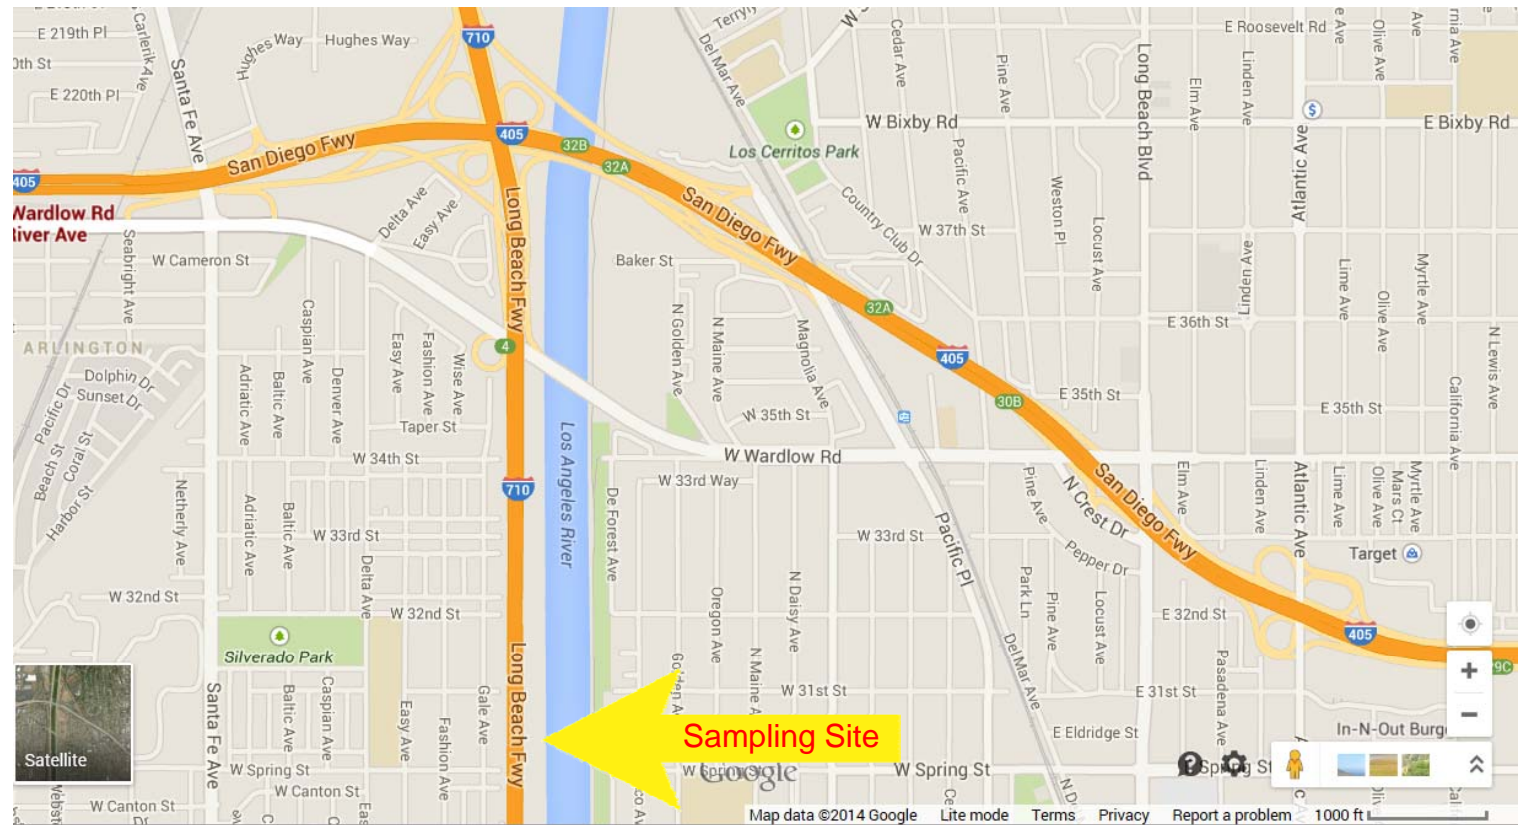 E 219th Pl
Carlerik Ave
Hughes Way
Hughes Way
710
Del Mar Ave
Cedar Ave
Pine Ave
Long Beach Blvd
Elm Ave
Linden Ave
E Roosevelt Rd
Olive Ave
Ave
Santa Fe Ave
E 220th Pl
San Diego Fwy
405
32B
32A
Los Cerritos Park
W Bixby Rd
Atlantic Ave
E Bixby Rd
405
Wardlow Rd
River Ave
Delta Ave
Easy Ave
Long Beach Fwy
San Diego Fwy
Country Club Dr
Pacific Ave
W 37th St
Weston Pl
Locust Ave
Linden Ave
Seabright Ave
W Cameron St
Baker St
32A
E 36th St
Lime Ave
Olive Ave
Myrtle Ave
N Lewis Ave
ARLINGTON
Caspian Ave
Easy Ave
Fashion Ave
Wise Ave
4
N Golden Ave
N Maine Ave
Magnolia Ave
405
30B
E 35th St
E 35th St
California Ave
Dolphin Dr
Sunset Dr
Pacific Dr
Beach St
Coral St
Harbor St
Adriatic Ave
Baltic Ave
Denver Ave
Taper St
W 34th St
Los Angeles River
W 35th St
W Wardlow Rd
W 33rd Way
710
Netherly Ave
Adriatic Ave
Baltic Ave
W 33rd St
Delta Ave
De Forest Ave
W 33rd St
Pacific Pl
Pine Ave
N Crest Dr
San Diego Fwy
Pepper Dr
Elm Ave
Linden Ave
Atlantic Ave
Lime Ave
Olive Ave
Mars Ct
Myrtle Ave
Target
W 32nd St
W 32nd St
Silverado Park
Oregon Ave
N Daisy Ave
Park Ln
Pine Ave
Locust Ave
E 32nd St
405
29C
Santa Fe Ave
Baltic Ave
Caspian Ave
Easy Ave
Fashion Ave
Gale Ave
Long Beach Fwy
N Maine A
W 31st St
Del Mar Ave
E 31st St
Pasadena Ave
E Eldridge St
In-N-Out Burge
Sampling Site
Satellite
W Spring St
W Canton St
W Canton St
Google
W Spring St
Map data ©2014 Google
Lite mode
Terms
Privacy
Report a problem
1000 ft